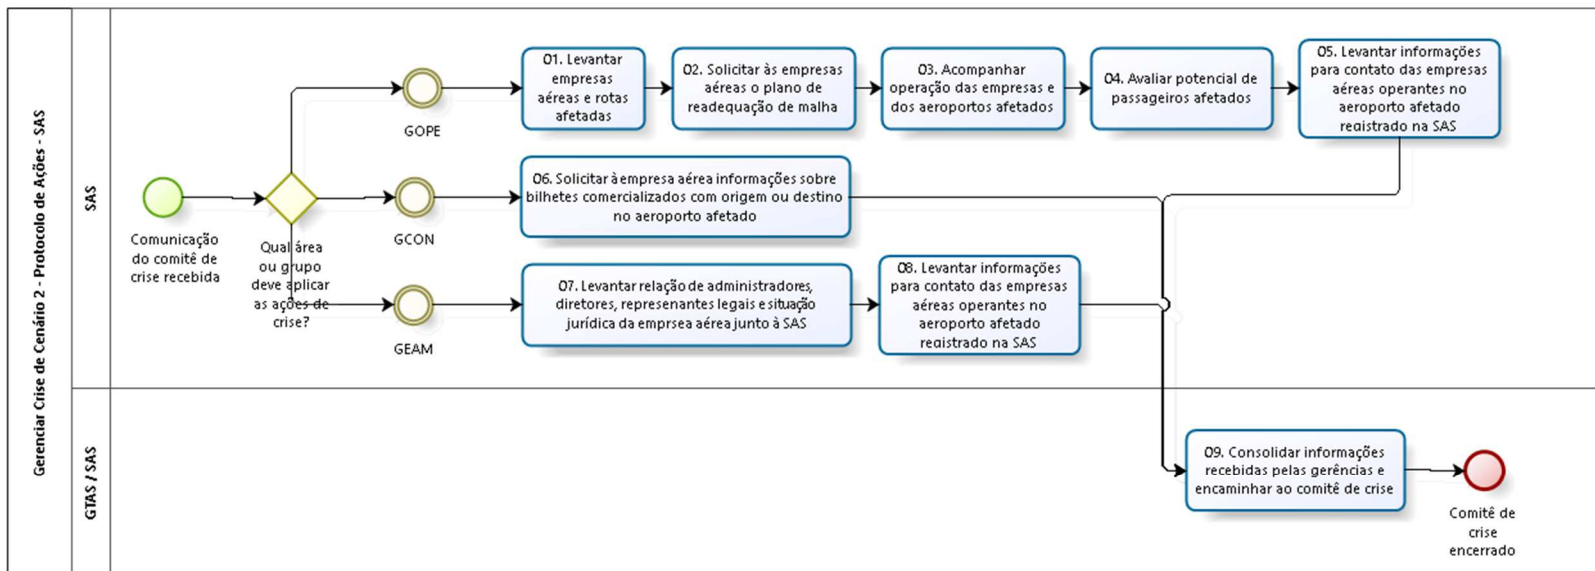 Gerenciar Crise de Cenário 2 - Protocolo de Ações - SAS
SAS
Comunicação
do comitê de
crise recebida
Qual área
ou grupo
deve aplicar
as ações de
crise?
GOPE
01. Levantar
empresas
aéreas e rotas
afetadas
02. Solicitar às empresas
aéreas o plano de
readequação de malha
03. Acompanhar
operação das empresas e
dos aeroportos afetados
04. Avaliar potencial de
passageiros afetados
05. Levantar informações
para contato das empresas
aéreas operantes no
aeroporto afetado
registrado na SAS
GCON
06. Solicitar à empresa aérea informações sobre
bilhetes comercializados com origem ou destino
no aeroporto afetado
GEAM
07. Levantar relação de administradores,
diretores, represenantes legais e situação
jurídica da emprsea aérea junto à SAS
08. Levantar informações
para contato das empresas
aéreas operantes no
aeroporto afetado
registrado na SAS
GTAS / SAS
09. Consolidar informações
recebidas pelas gerências e
encaminhar ao comitê de crise
Comitê de
crise
encerrado